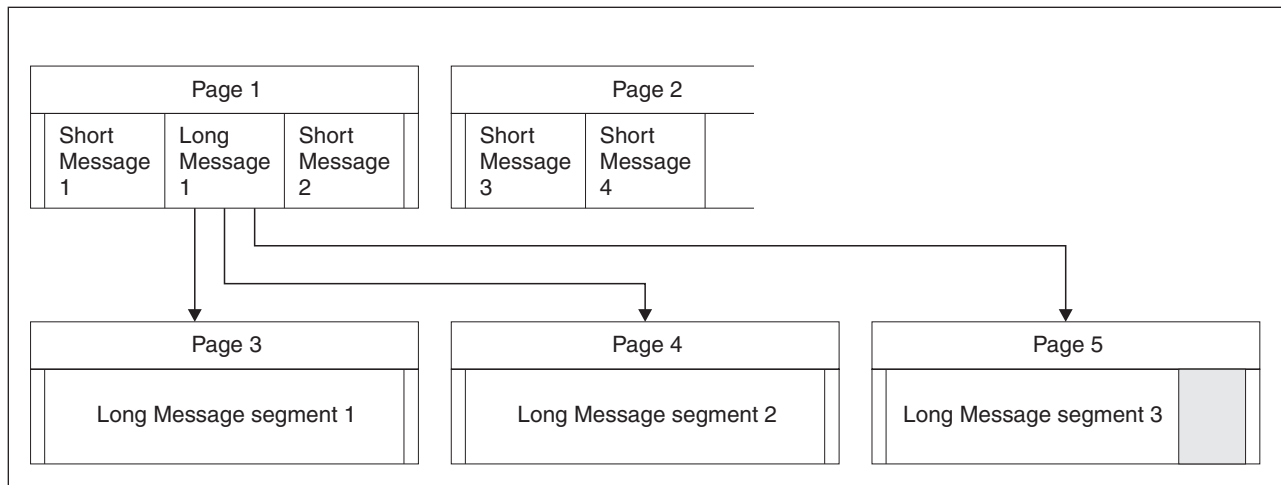 Page 1
Page 2
Short
Message
1
Long
Message
1
Short
Message
2
Short
Message
3
Short
Message
4
Page 3
Page 4
Page 5
Long Message segment 1
Long Message segment 2
Long Message segment 3